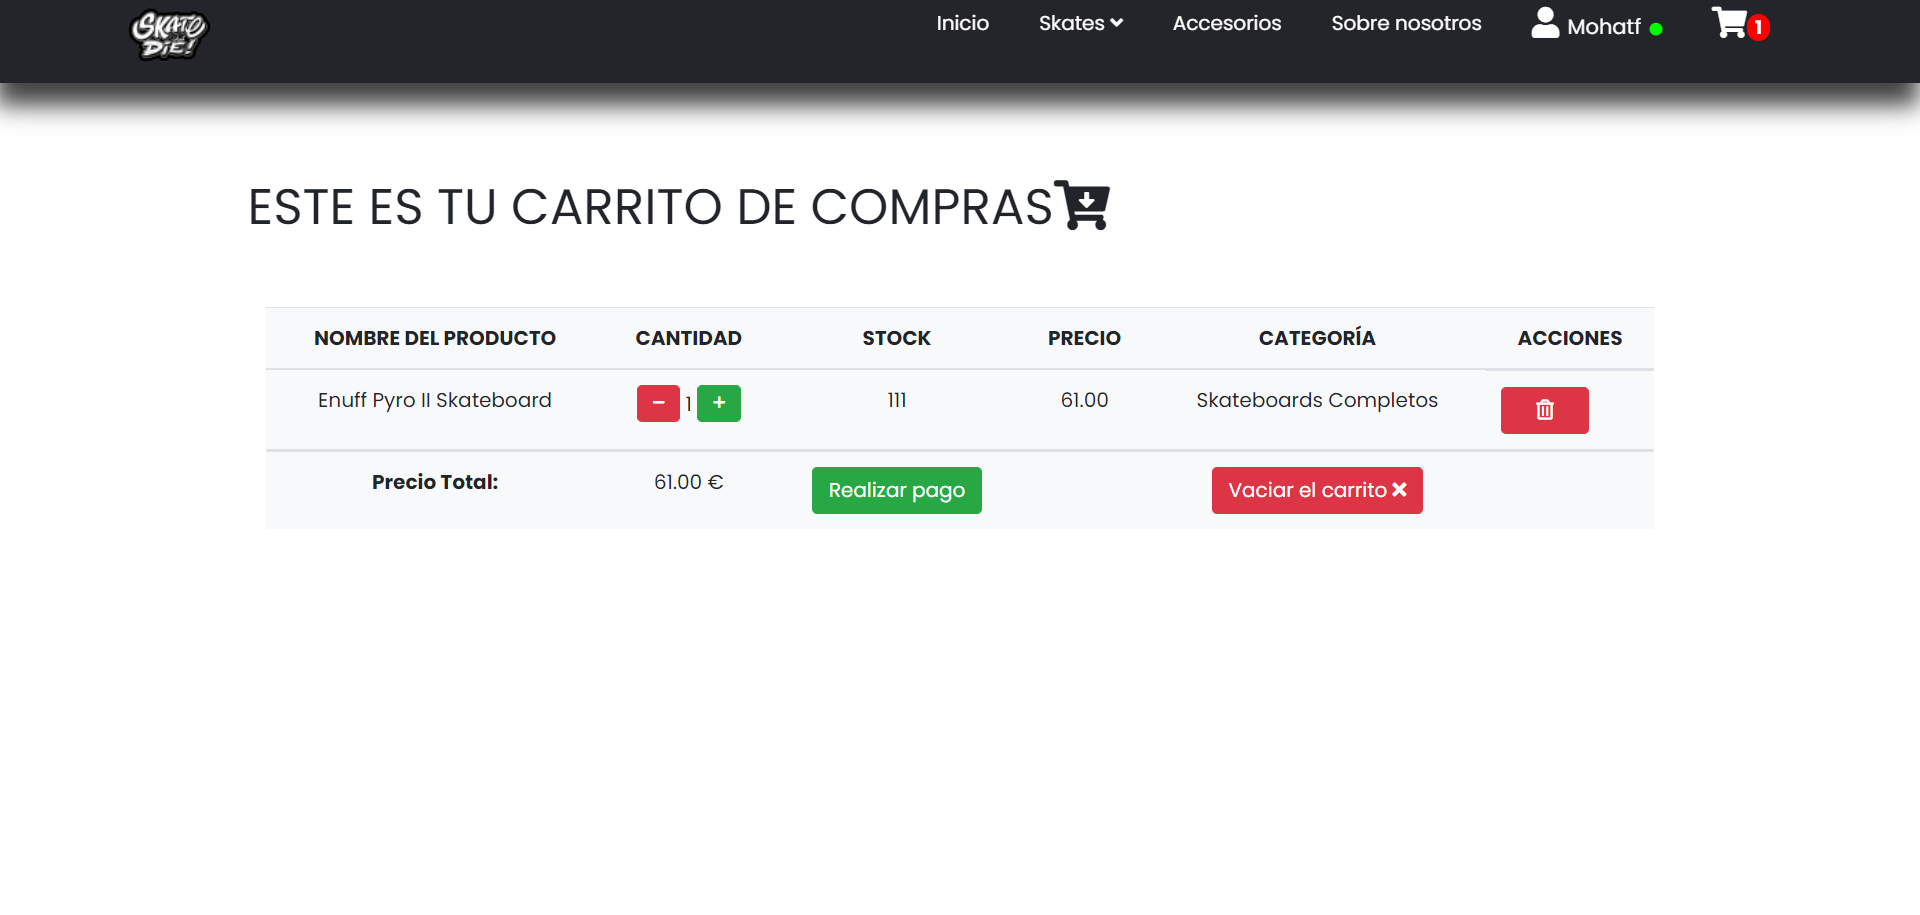 SKATE OR DIE!
Inicio Skates Accesorios Sobre nosotros Mohatf 1
ESTE ES TU CARRITO DE COMPRAS
NOMBRE DEL PRODUCTO CANTIDAD STOCK PRECIO CATEGORÍA ACCIONES
Enuff Pyro II Skateboard - 1 + 111 61.00 Skateboards Completos
Precio Total: 61.00 € Realizar pago Vaciar el carrito